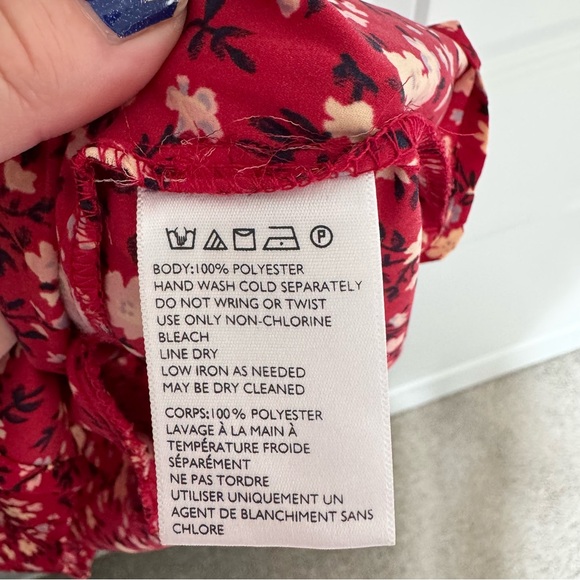 P
BODY:100% POLYESTER
HAND WASH COLD SEPARATELY
DO NOT WRING OR TWIST
USE ONLY NON-CHLORINE
BLEACH
LINE DRY
LOW IRON AS NEEDED
MAY BE DRY CLEANED
CORPS:100% POLYESTER
LAVAGE À LA MAIN À
TEMPÉRATURE FROIDE
SÉPARÉMENT
NE PAS TORDRE
UTILISER UNIQUEMENT UN
AGENT DE BLANCHIMENT SANS
CHLORE